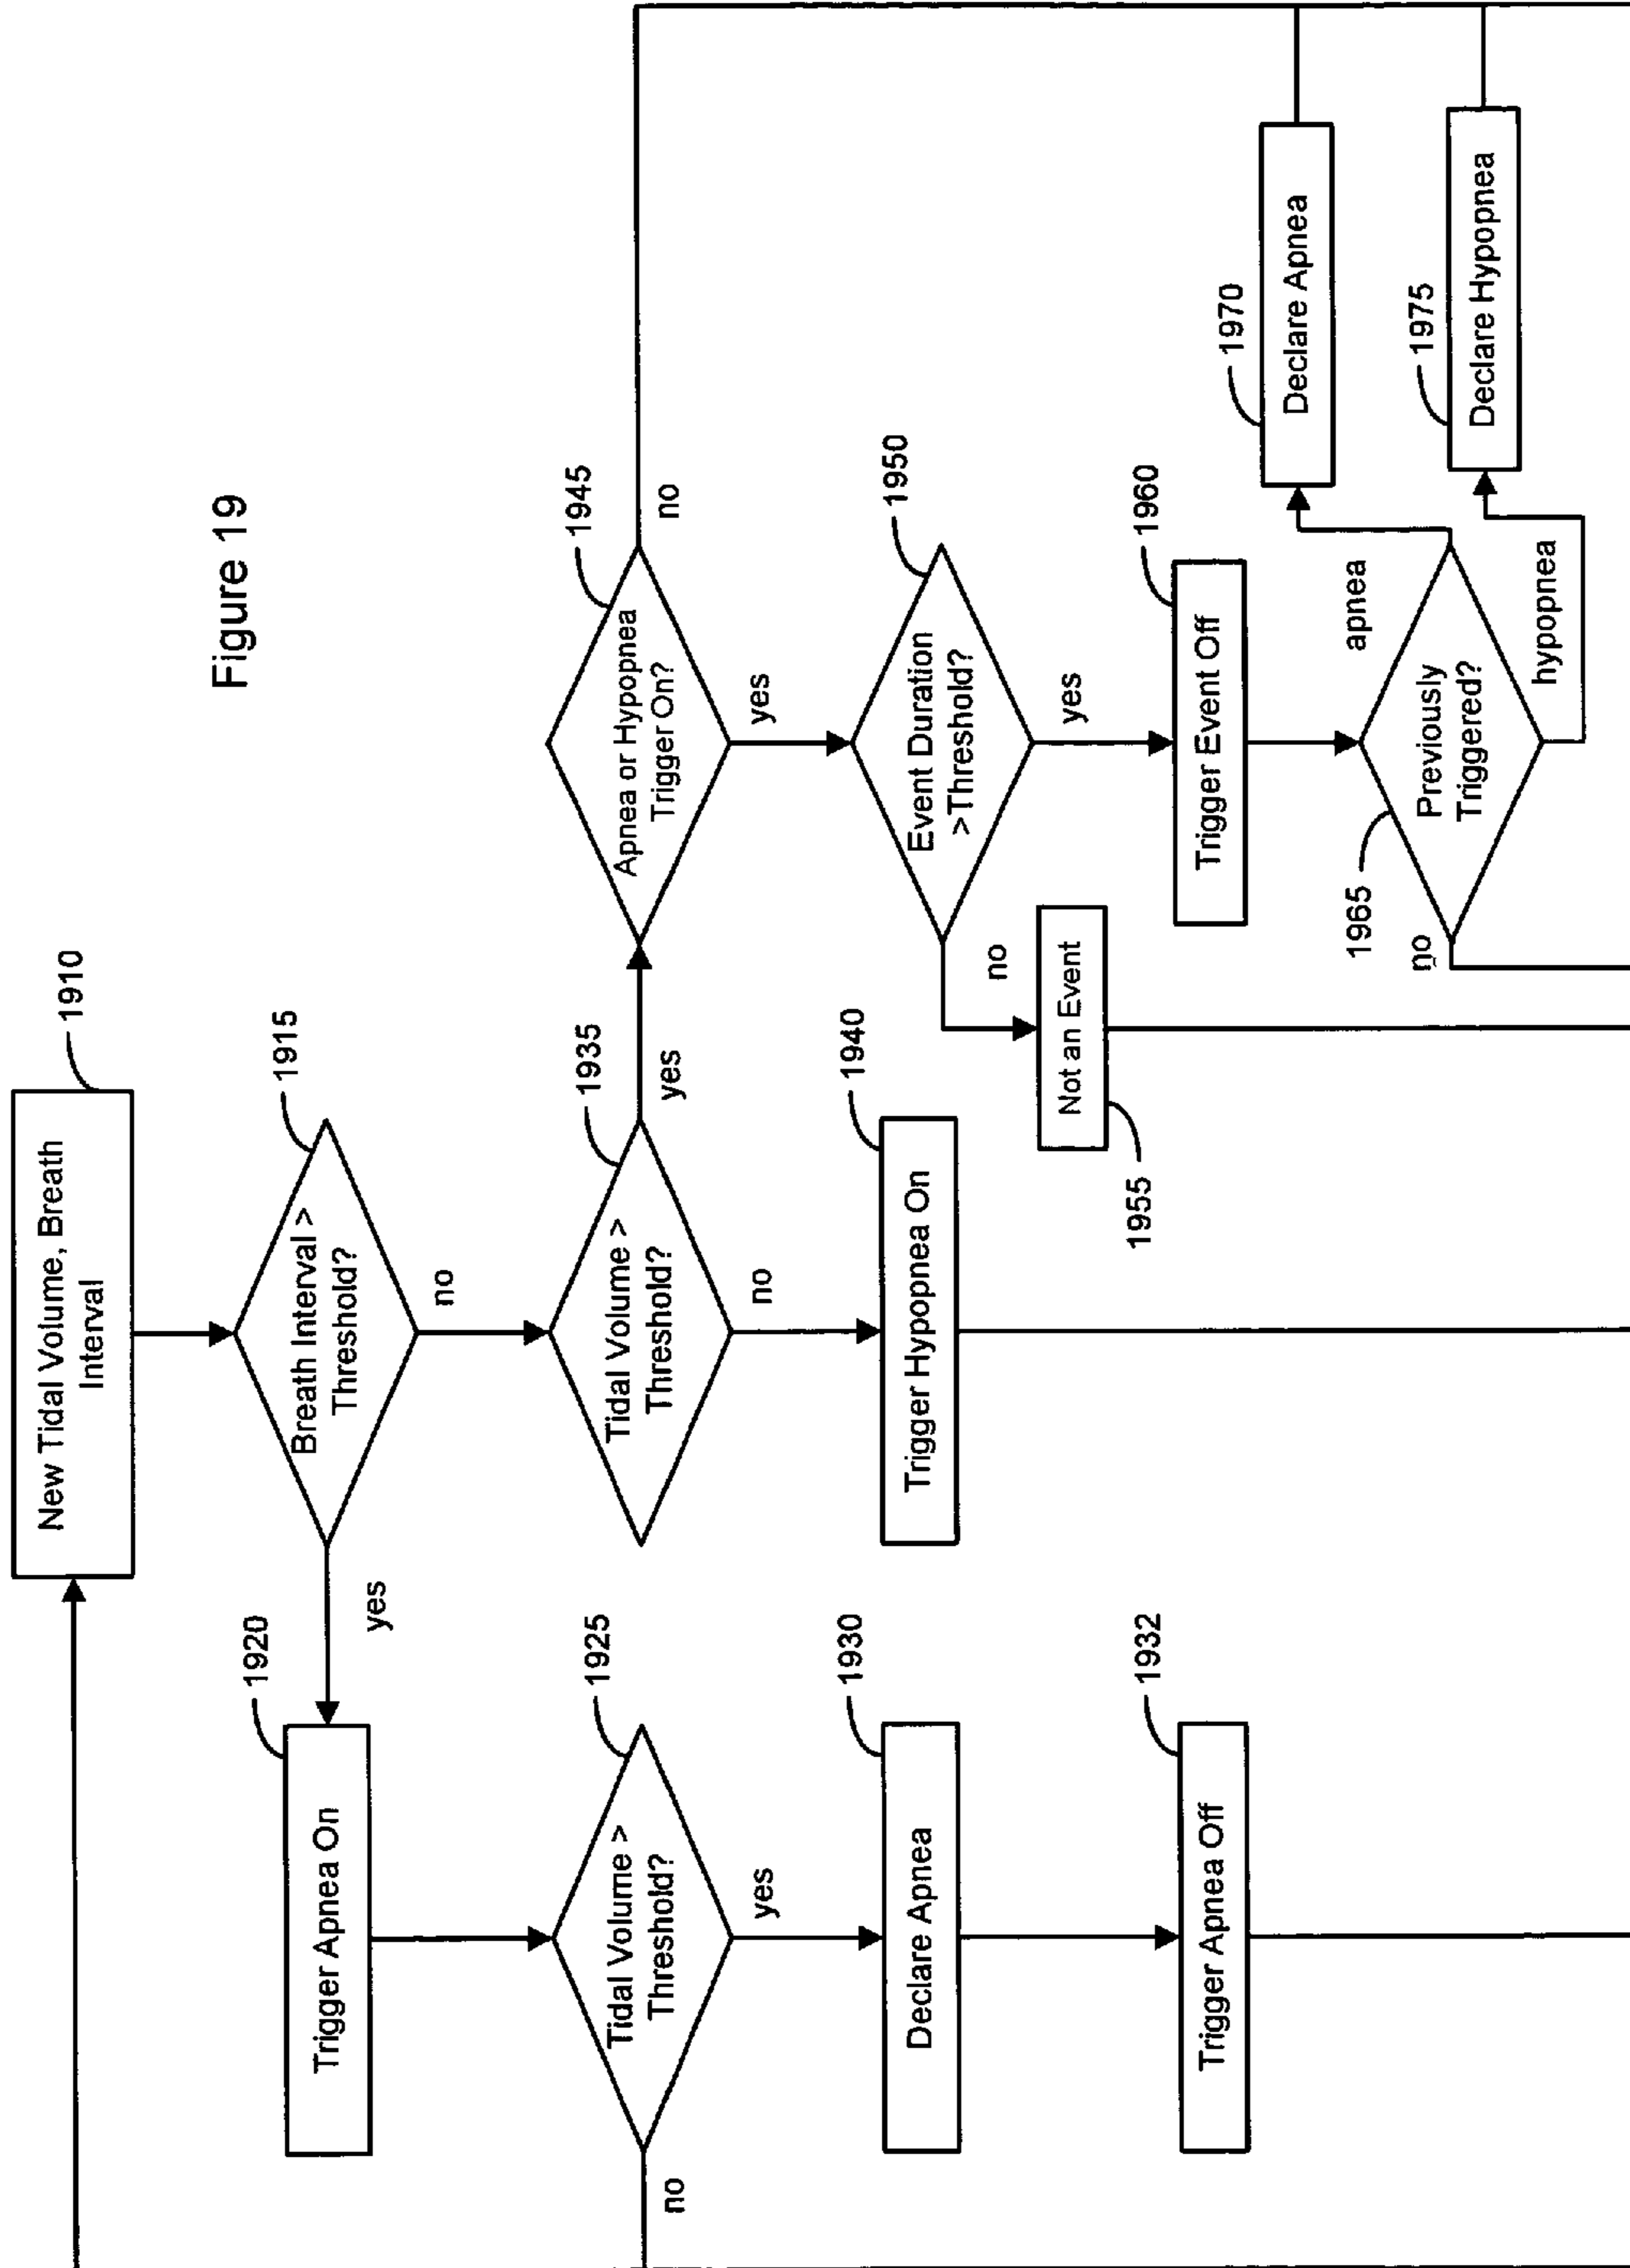 Figure 19
New Tidal Volume, Breath
Interval
1910
Breath Interval >
Threshold?
1915
yes
no
Trigger Apnea On
1920
Tidal Volume >
Threshold?
1925
no
yes
Declare Apnea
1930
Trigger Apnea Off
1932
Tidal Volume >
Threshold?
1935
yes
no
Trigger Hypopnea On
1940
Apnea or Hypopnea
Trigger On?
1945
no
yes
Event Duration
>Threshold?
1950
no
yes
Not an Event
1955
Trigger Event Off
1960
Previously
Triggered?
1965
no
apnea
hypopnea
Declare Apnea
1970
Declare Hypopnea
1975